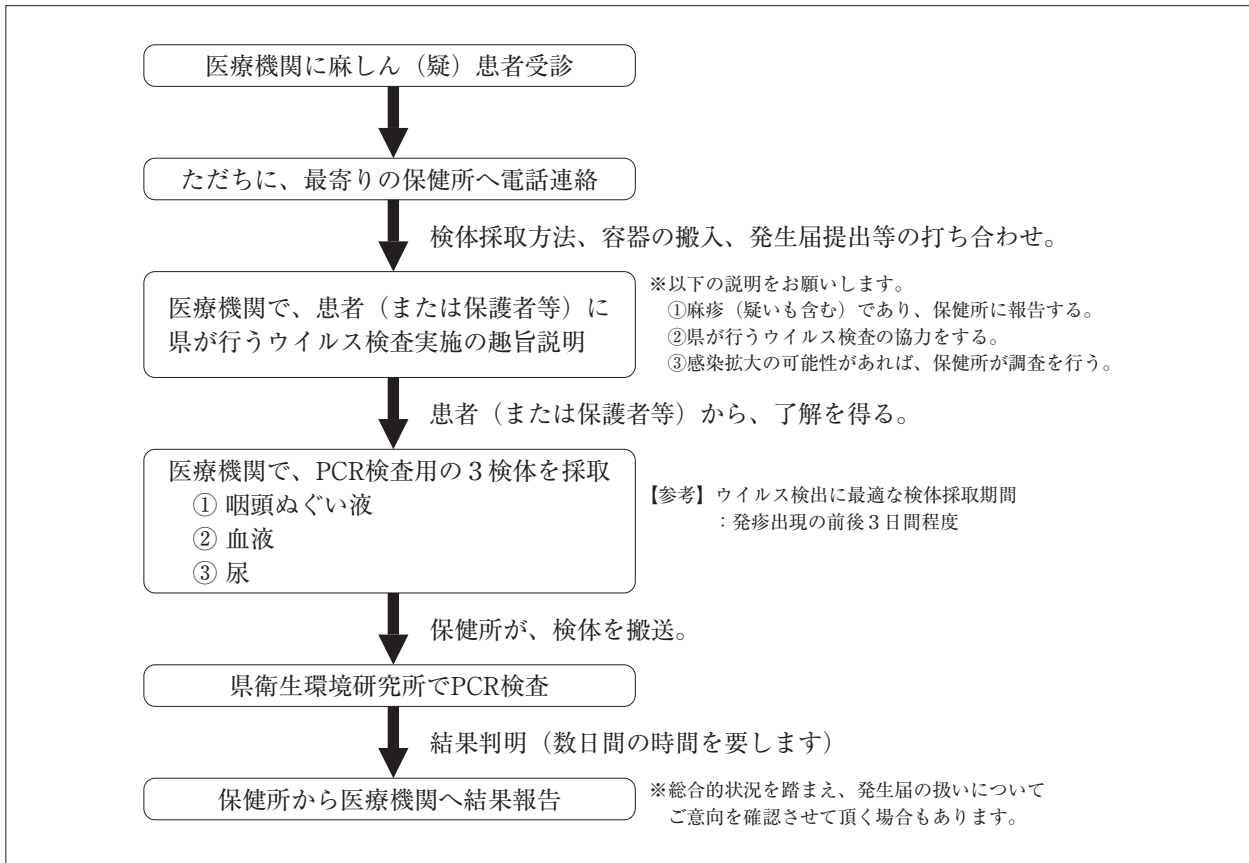 医療機関に麻しん（疑）患者受診
ただちに、最寄りの保健所へ電話連絡
検体採取方法、容器の搬入、発生届提出等の打ち合わせ。
医療機関で、患者（または保護者等）に
県が行うウイルス検査実施の趣旨説明
※以下の説明をお願いします。
①麻疹（疑いも含む）であり、保健所に報告する。
②県が行うウイルス検査の協力をする。
③感染拡大の可能性があれば、保健所が調査を行う。
患者（または保護者等）から、了解を得る。
医療機関で、PCR検査用の３検体を採取
① 咽頭ぬぐい液
② 血液
③ 尿
【参考】ウイルス検出に最適な検体採取期間
：発疹出現の前後３日間程度
保健所が、検体を搬送。
県衛生環境研究所でPCR検査
結果判明（数日間の時間を要します）
保健所から医療機関へ結果報告
※総合的状況を踏まえ、発生届の扱いについて
ご意向を確認させて頂く場合もあります。